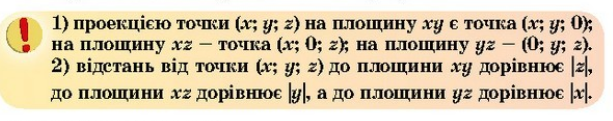 1) проекцією точки (x; y; z) на площину xy є точка (x; y; 0);
на площину xz – точка (x; 0; z); на площину yz – (0; y; z).
2) відстань від точки (x; y; z) до площини xy дорівнює |z|,
до площини xz дорівнює |y|, а до площини yz дорівнює |x|.